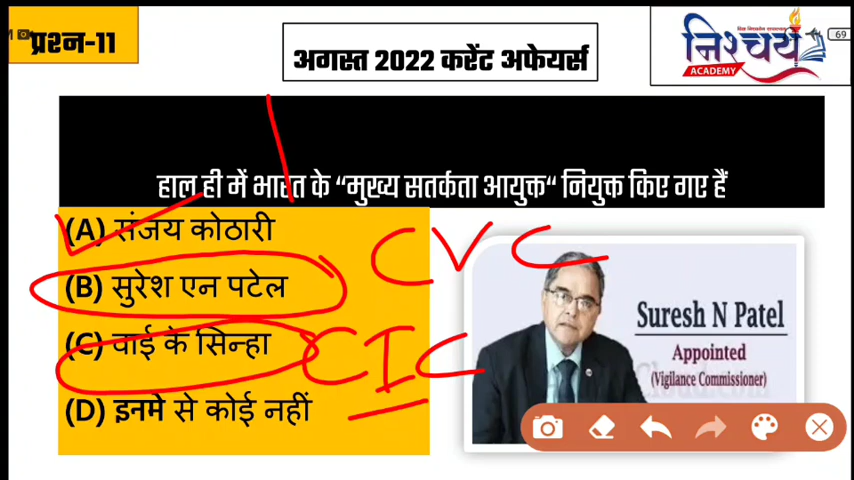 प्रश्न-11
अगस्त 2022 करेंट अफेयर्स
निश्चय
ACADEMY
69
हाल ही में भारत के “मुख्य सतर्कता आयुक्त“ नियुक्त किए गए हैं
(A) संजय कोठारी
(B) सुरेश एन पटेल
(C) वाई के सिन्हा
(D) इनमे से कोई नहीं
CVC
CIC
Suresh N Patel
Appointed
(Vigilance Commissioner)